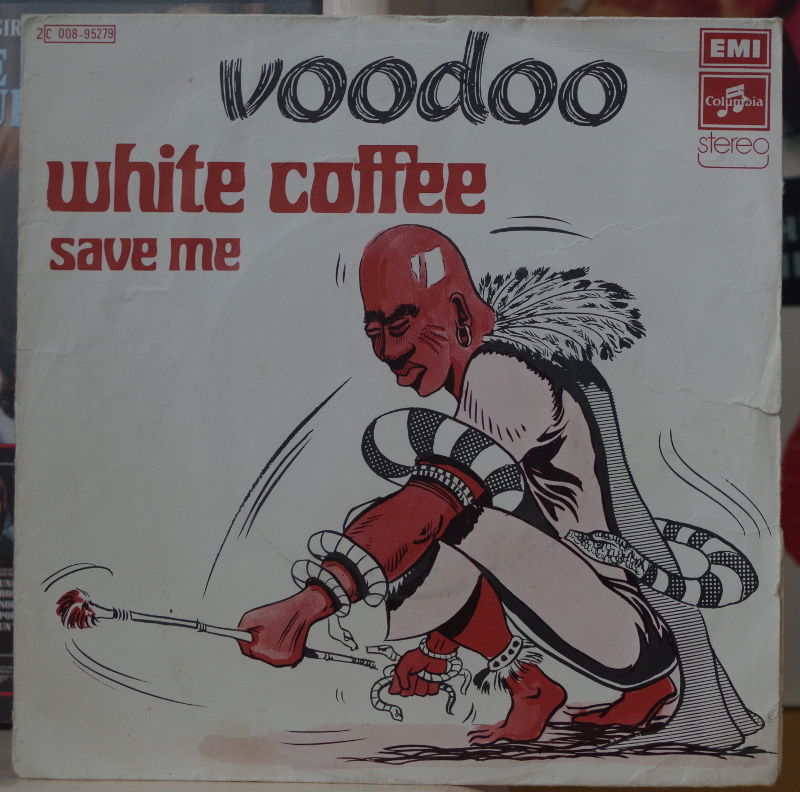 2C 008-95279
voodoo
EMI
Columbia
stereo
white coffee
save me